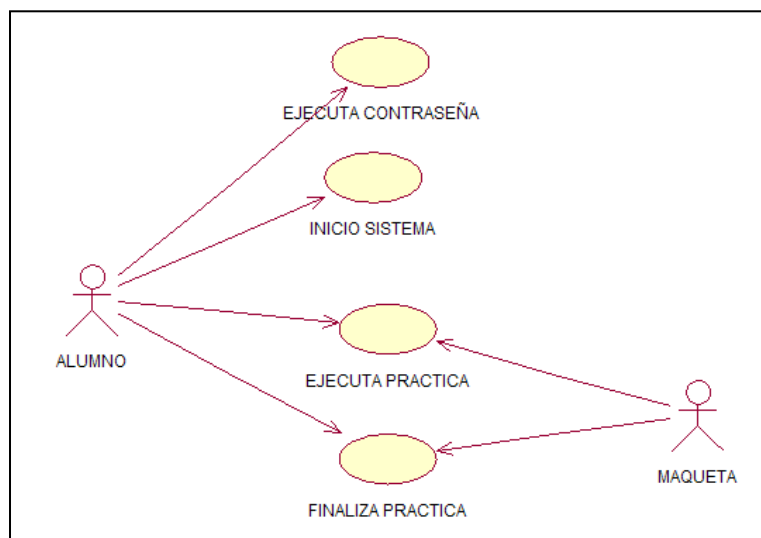 EJECUTA CONTRASEÑA
INICIO SISTEMA
ALUMNO
EJECUTA PRACTICA
MAQUETA
FINALIZA PRACTICA